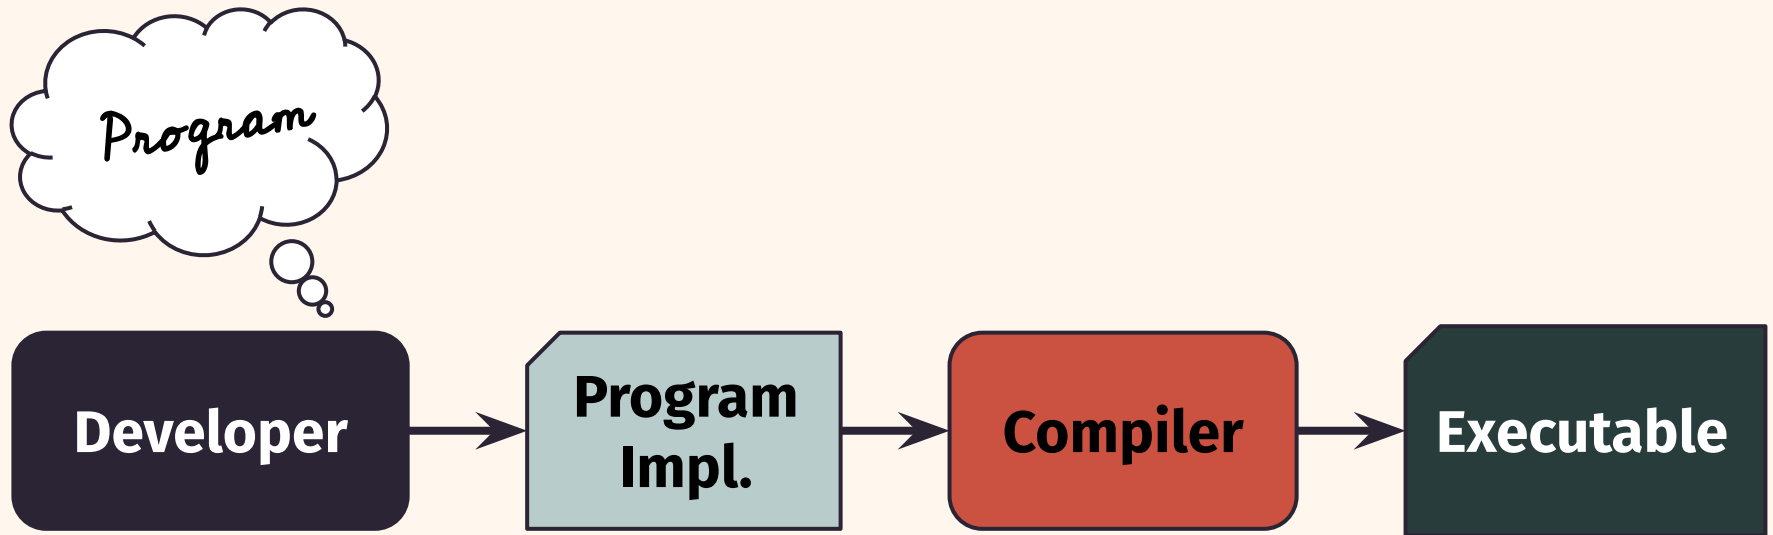 Program
Developer
Program
Impl.
Compiler
Executable